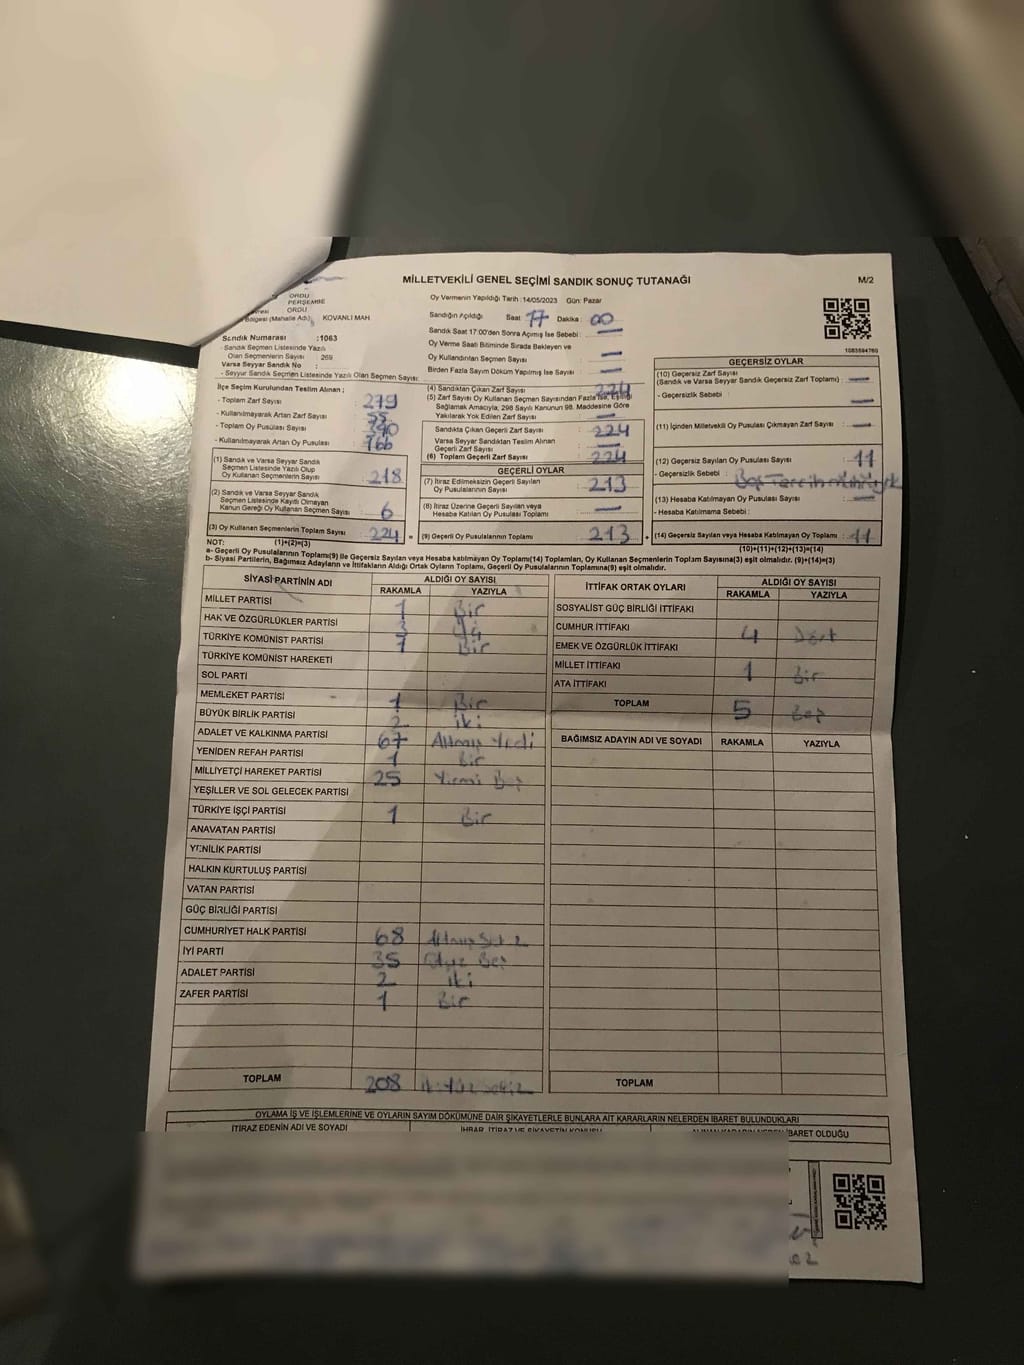 MİLLETVEKİLİ GENEL SEÇİMİ SANDIK SONUÇ TUTANAĞI
M/2
ORDU
PERŞEMBE
ORDU
Bölgesi (Mahalle Adı): KOVANLI MAH
Sandık Numarası :1063
- Sandık Seçmen Listesinde Yazılı
Olan Seçmenlerin Sayısı : 269
Varsa Seyyar Sandık No :
- Seyyar Sandık Seçmen Listesinde Yazılı Olan Seçmen Sayısı:
Oy Vermenin Yapıldığı Tarih :14/05/2023 Gün: Pazar
Sandığın Açıldığı Saat 17 Dakika : 00
Sandık Saat 17:00'den Sonra Açılmış İse Sebebi : —
Oy Verme Saati Bitiminde Sırada Bekleyen ve
Oy Kullandırılan Seçmen Sayısı : —
Birden Fazla Sayım Döküm Yapılmış İse Sayısı : —
İlçe Seçim Kurulundan Teslim Alınan ;
- Toplam Zarf Sayısı : 279
- Kullanılmayarak Artan Zarf Sayısı : 55
- Toplam Oy Pusulası Sayısı : 390
- Kullanılmayarak Artan Oy Pusulası : 166
(1) Sandık ve Varsa Seyyar Sandık
Seçmen Listesinde Yazılı Olup
Oy Kullanan Seçmenlerin Sayısı : 218
(2) Sandık ve Varsa Seyyar Sandık
Seçmen Listesinde Kayıtlı Olmayan
Kanun Gereği Oy Kullanan Seçmen Sayısı : 6
(3) Oy Kullanan Seçmenlerin Toplam Sayısı : 224 =
(4) Sandıktan Çıkan Zarf Sayısı : 224
(5) Zarf Sayısı Oy Kullanan Seçmen Sayısından Fazla İse, Eşitliği
Sağlamak Amacıyla, 298 Sayılı Kanunun 98. Maddesine Göre
Yakılarak Yok Edilen Zarf Sayısı : —
Sandıkta Çıkan Geçerli Zarf Sayısı : 224
Varsa Seyyar Sandıktan Teslim Alınan
Geçerli Zarf Sayısı : —
(6) Toplam Geçerli Zarf Sayısı : 224
GEÇERLİ OYLAR
(7) İtiraz Edilmeksizin Geçerli Sayılan
Oy Pusulalarının Sayısı : 213
(8) İtiraz Üzerine Geçerli Sayılan veya
Hesaba Katılan Oy Pusulası Toplamı : —
(9) Geçerli Oy Pusulalarının Toplamı : 213 +
1083594760
GEÇERSİZ OYLAR
(10) Geçersiz Zarf Sayısı
(Sandık ve Varsa Seyyar Sandık Geçersiz Zarf Toplamı) : —
- Geçersizlik Sebebi : —
(11) İçinden Milletvekili Oy Pusulası Çıkmayan Zarf Sayısı : —
(12) Geçersiz Sayılan Oy Pusulası Sayısı : 11
- Geçersizlik Sebebi :
(13) Hesaba Katılmayan Oy Pusulası Sayısı : —
- Hesaba Katılmama Sebebi :
(14) Geçersiz Sayılan veya Hesaba Katılmayan Oy Toplamı : 11
NOT: (1)+(2)=(3)
(10)+(11)+(12)+(13)=(14)
a- Geçerli Oy Pusulalarının Toplamı(9) ile Geçersiz Sayılan veya Hesaba katılmayan Oy Toplamı(14) Toplamları, Oy Kullanan Seçmenlerin Toplam Sayısına(3) eşit olmalıdır. (9)+(14)=(3)
b- Siyasi Partilerin, Bağımsız Adayların ve İttifakların Aldığı Ortak Oyların Toplamı, Geçerli Oy Pusulalarının Toplamına(9) eşit olmalıdır.
SİYASİ PARTİNİN ADI ALDIĞI OY SAYISI
RAKAMLA YAZIYLA
MİLLET PARTİSİ 1 Bir
HAK VE ÖZGÜRLÜKLER PARTİSİ 3 Üç
TÜRKİYE KOMÜNİST PARTİSİ 1 Bir
TÜRKİYE KOMÜNİST HAREKETİ
SOL PARTİ
MEMLEKET PARTİSİ 1 Bir
BÜYÜK BİRLİK PARTİSİ 2 iki
ADALET VE KALKINMA PARTİSİ 67 Altmış Yedi
YENİDEN REFAH PARTİSİ 1 Bir
MİLLİYETÇİ HAREKET PARTİSİ 25 Yirmi Beş
YEŞİLLER VE SOL GELECEK PARTİSİ
TÜRKİYE İŞÇİ PARTİSİ 1 Bir
ANAVATAN PARTİSİ
YENİLİK PARTİSİ
HALKIN KURTULUŞ PARTİSİ
VATAN PARTİSİ
GÜÇ BİRLİĞİ PARTİSİ
CUMHURİYET HALK PARTİSİ 68 Altmış Sekiz
İYİ PARTİ 35 Otuz Beş
ADALET PARTİSİ 2 iki
ZAFER PARTİSİ 1 Bir
TOPLAM 208 iki Yüz Sekiz
İTTİFAK ORTAK OYLARI ALDIĞI OY SAYISI
RAKAMLA YAZIYLA
SOSYALİST GÜÇ BİRLİĞİ İTTİFAKI
CUMHUR İTTİFAKI 4 Dört
EMEK VE ÖZGÜRLÜK İTTİFAKI
MİLLET İTTİFAKI 1 Bir
ATA İTTİFAKI
TOPLAM 5 Beş
BAĞIMSIZ ADAYIN ADI VE SOYADI RAKAMLA YAZIYLA
TOPLAM
OYLAMA İŞ VE İŞLEMLERİNE VE OYLARIN SAYIM DÖKÜMÜNE DAİR ŞİKAYETLERLE BUNLARA AİT KARARLARIN NELERDEN İBARET BULUNDUKLARI
İTİRAZ EDENİN ADI VE SOYADI
İHBAR, İTİRAZ VE ŞİKAYETİN KONUSU
İBARET OLDUĞU